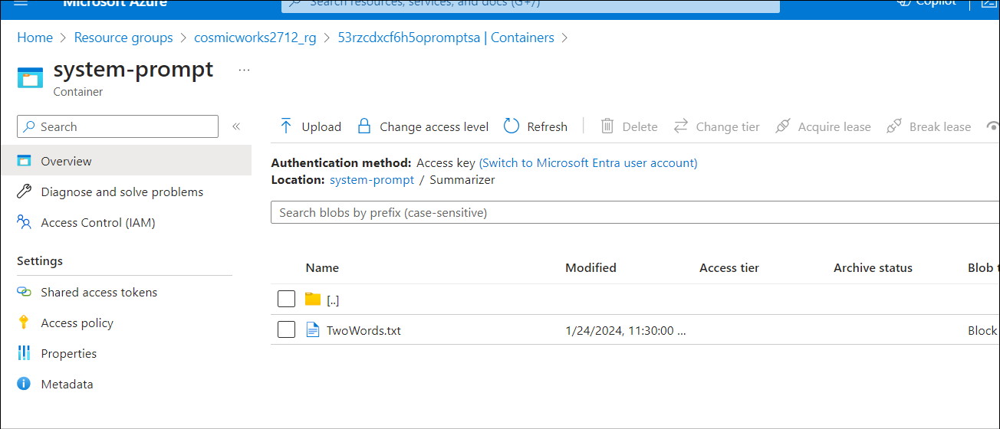 Microsoft Azure
Search resources, services, and docs (G+/)
Copilot
Home > Resource groups > cosmicworks2712_rg > 53rzcdxcf6h5opromptsa | Containers >
system-prompt ...
Container
Search
«
Upload
Change access level
Refresh
Delete
Change tier
Acquire lease
Break lease
Overview
Diagnose and solve problems
Access Control (IAM)
Settings
Shared access tokens
Access policy
Properties
Metadata
Authentication method: Access key (Switch to Microsoft Entra user account)
Location: system-prompt / Summarizer
Search blobs by prefix (case-sensitive)
Name Modified Access tier Archive status Blob t
[..]
TwoWords.txt 1/24/2024, 11:30:00 ... Block